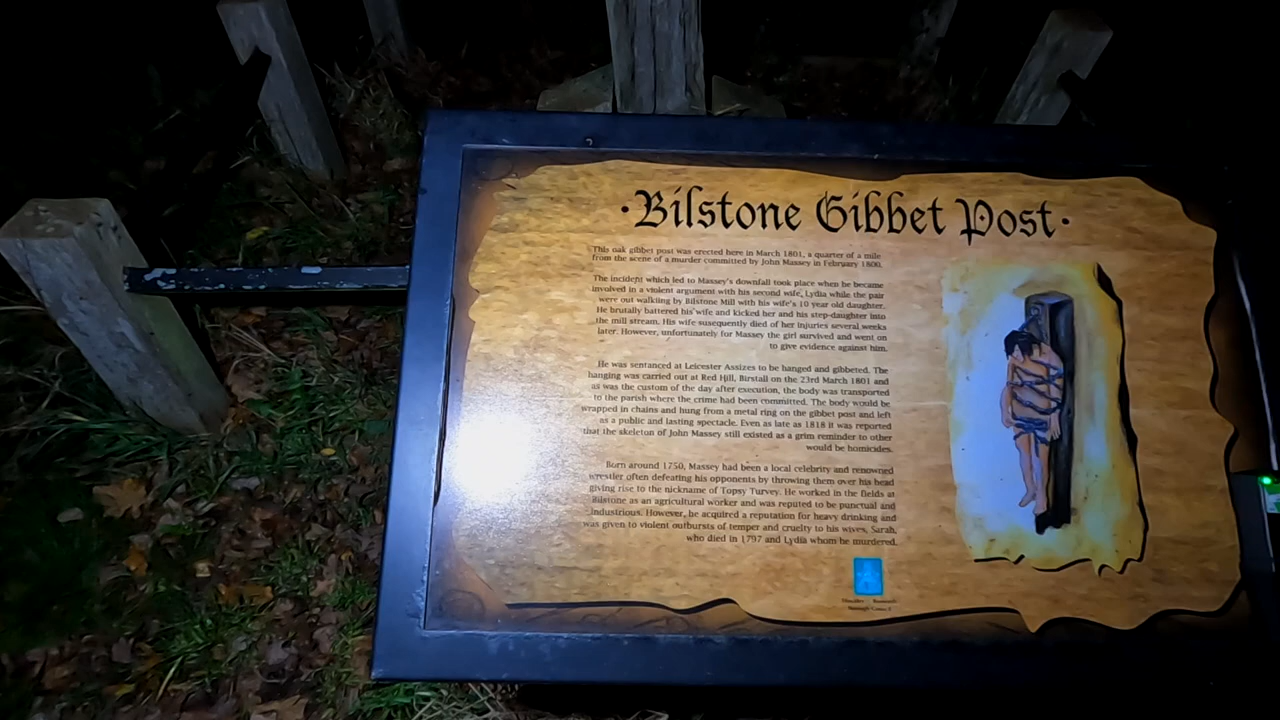 ·Bilstone Gibbet Post·
This oak gibbet post was erected here in March 1801, a quarter of a mile
from the scene of a murder committed by John Massey in February 1800.
The incident which led to Massey's downfall took place when he became
involved in a violent argument with his second wife, Lydia while the pair
were out walking by Bilstone Mill with his wife's 10 year old daughter.
He brutally battered his wife and kicked her and his step-daughter into
the mill stream. His wife susequently died of her injuries several weeks
later. However, unfortunately for Massey the girl survived and went on
to give evidence against him.
He was sentanced at Leicester Assizes to be hanged and gibbeted. The
hanging was carried out at Red Hill, Birstall on the 23rd March 1801 and
as was the custom of the day after execution, the body was transported
to the parish where the crime had been committed. The body would be
wrapped in chains and hung from a metal ring on the gibbet post and left
as a public and lasting spectacle. Even as late as 1818 it was reported
that the skeleton of John Massey still existed as a grim reminder to other
would be homicides.
Born around 1750, Massey had been a local celebrity and renowned
wrestler often defeating his opponents by throwing them over his head
giving rise to the nickname of Topsy Turvey. He worked in the fields at
Bilstone as an agricultural worker and was reputed to be punctual and
industrious. However, he acquired a reputation for heavy drinking and
was given to violent outbursts of temper and cruelty to his wives, Sarah,
who died in 1797 and Lydia whom he murdered.